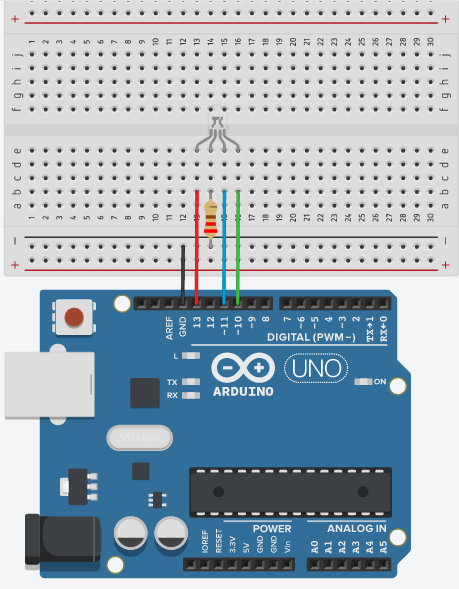 + +
1 2 3 4 5 6 7 8 9 10 11 12 13 14 15 16 17 18 19 20 21 22 23 24 25 26 27 28 29 30
j j
i i
h h
g g
f f
e e
d d
c c
b b
a a
1 2 3 4 5 6 7 8 9 10 11 12 14 15 17 18 19 20 21 22 23 24 25 26 27 28 29 30
− −
+ +
AREF GND 13 12 ~11 ~10 ~9 8 7 ~6 ~5 ~4 ~3 2 TX→1 RX←0
DIGITAL (PWM~)
L
TX
RX
UNO
ARDUINO
ON
POWER ANALOG IN
IOREF RESET 3.3V 5V GND GND Vin A0 A1 A2 A3 A4 A5